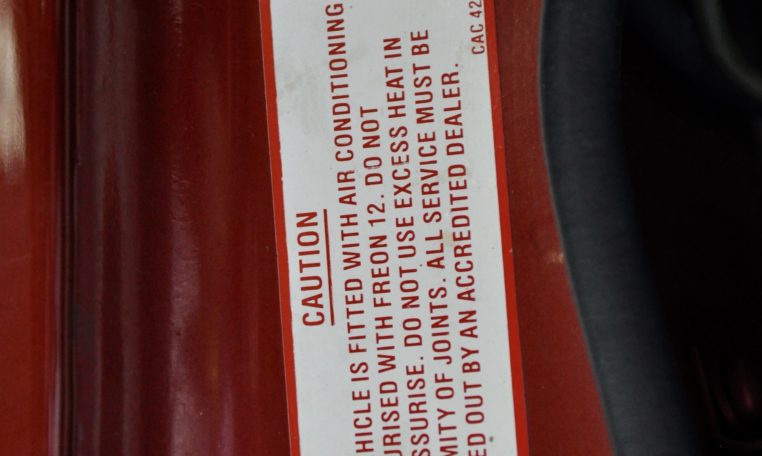 CAUTION
HICLE IS FITTED WITH AIR CONDITIONING
URISED WITH FREON 12. DO NOT
SSURISE. DO NOT USE EXCESS HEAT IN
MITY OF JOINTS. ALL SERVICE MUST BE
ED OUT BY AN ACCREDITED DEALER.
CAC 42